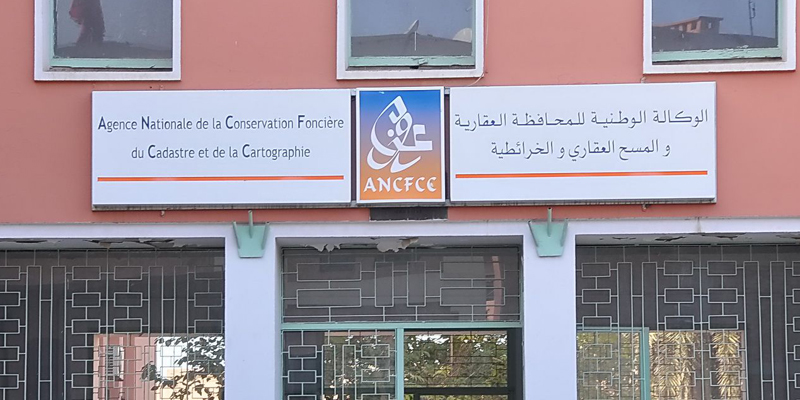 Agence Nationale de la Conservation Foncière
du Cadastre et de la Cartographie
ANCFCC
الوكالة الوطنية للمحافظة العقارية
و المسح العقاري و الخرائطية